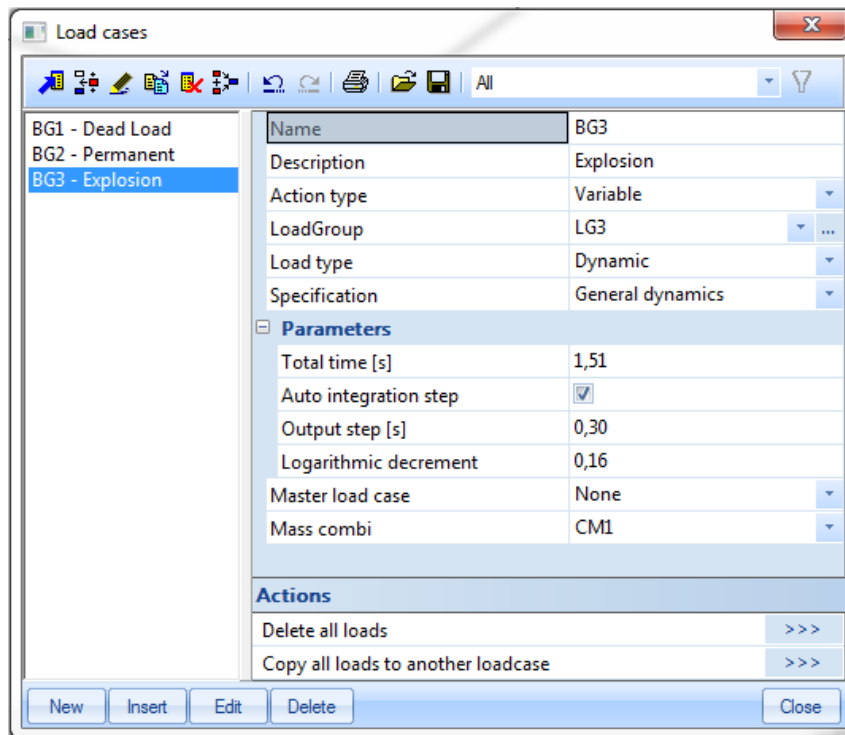 Load cases
All
BG1 - Dead Load
BG2 - Permanent
BG3 - Explosion
Name BG3
Description Explosion
Action type Variable
LoadGroup LG3 ...
Load type Dynamic
Specification General dynamics
Parameters
Total time [s] 1,51
Auto integration step
Output step [s] 0,30
Logarithmic decrement 0,16
Master load case None
Mass combi CM1
Actions
Delete all loads >>>
Copy all loads to another loadcase >>>
New Insert Edit Delete Close